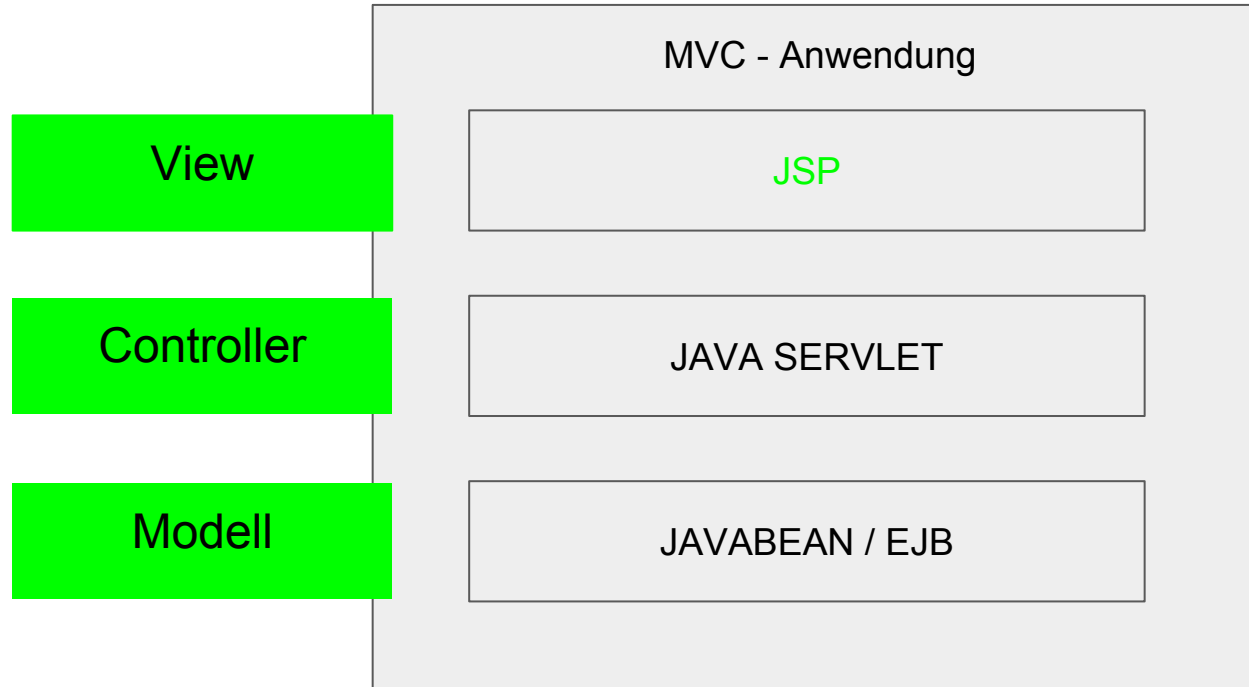 MVC - Anwendung
View
JSP
Controller
JAVA SERVLET
Modell
JAVABEAN / EJB